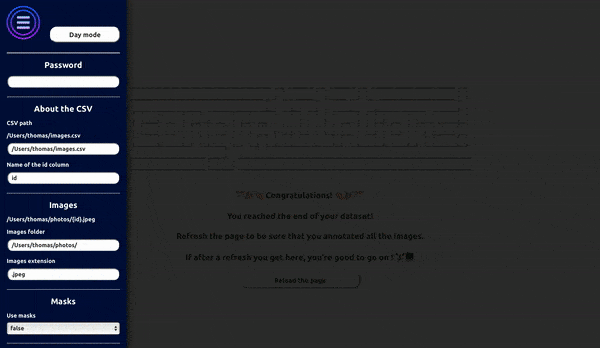 Day mode
Password
About the CSV
CSV path
/Users/thomas/images.csv
/Users/thomas/images.csv
Name of the id column
id
Images
/Users/thomas/photos/{id}.jpeg
Images folder
/Users/thomas/photos/
Images extension
.jpeg
Masks
Use masks
false
Congratulations!
You reached the end of your dataset!
Refresh the page to be sure that you annotated all the images.
If after a refresh you get here, you're good to go on!
Reload the page